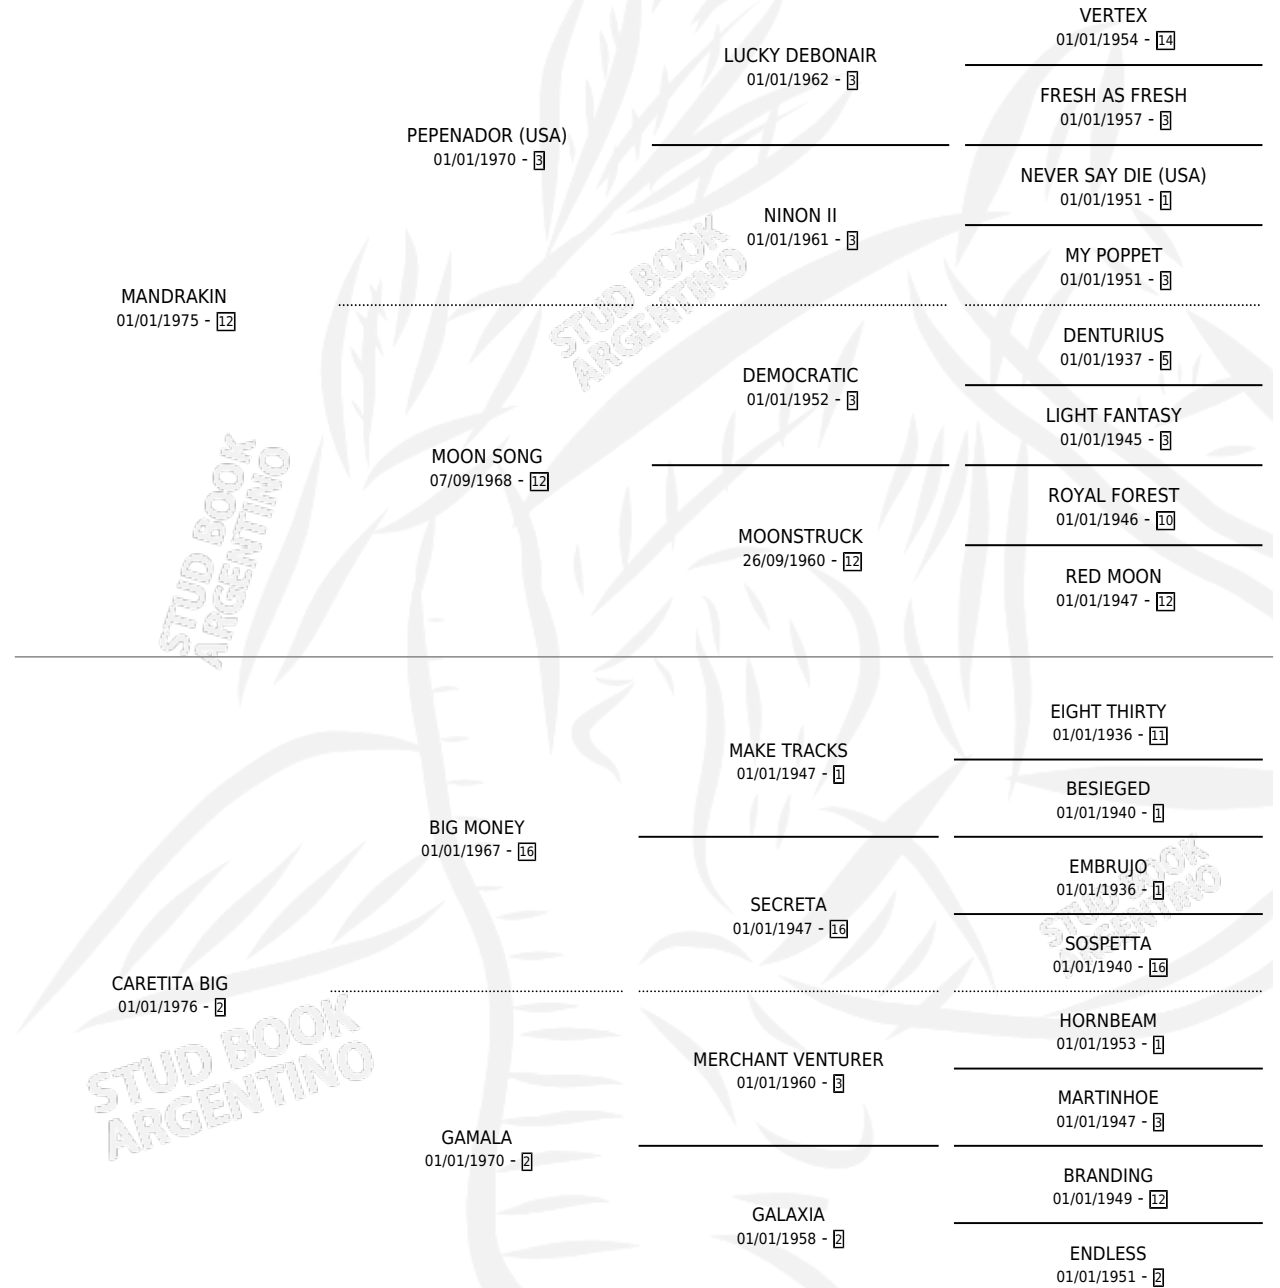 VERTEX
01/01/1954 - 14
LUCKY DEBONAIR
01/01/1962 - 3
FRESH AS FRESH
01/01/1957 - 3
PEPENADOR (USA)
01/01/1970 - 3
NEVER SAY DIE (USA)
01/01/1951 - 1
NINON II
01/01/1961 - 3
MY POPPET
01/01/1951 - 3
MANDRAKIN
01/01/1975 - 12
DENTURIUS
01/01/1937 - 5
DEMOCRATIC
01/01/1952 - 3
LIGHT FANTASY
01/01/1945 - 3
MOON SONG
07/09/1968 - 12
ROYAL FOREST
01/01/1946 - 10
MOONSTRUCK
26/09/1960 - 12
RED MOON
01/01/1947 - 12
EIGHT THIRTY
01/01/1936 - 11
MAKE TRACKS
01/01/1947 - 1
BESIEGED
01/01/1940 - 1
BIG MONEY
01/01/1967 - 16
EMBRUJO
01/01/1936 - 1
SECRETA
01/01/1947 - 16
SOSPETTA
01/01/1940 - 16
CARETITA BIG
01/01/1976 - 2
HORNBEAM
01/01/1953 - 1
MERCHANT VENTURER
01/01/1960 - 3
MARTINHOE
01/01/1947 - 3
GAMALA
01/01/1970 - 2
BRANDING
01/01/1949 - 12
GALAXIA
01/01/1958 - 2
ENDLESS
01/01/1951 - 2
STUD BOOK
ARGENTINO
STUD BOOK
ARGENTINO
STUD BOOK
ARGENTINO
STUD BOOK
ARGENTINO